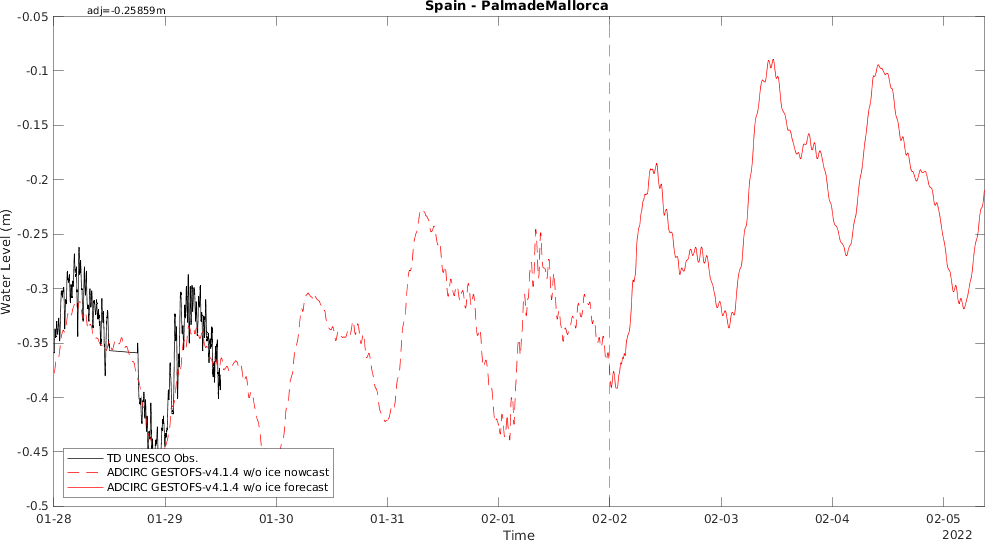 Spain - PalmadeMallorca
adj=-0.25859m
-0.05
-0.1
-0.15
-0.2
-0.25
-0.3
-0.35
-0.4
-0.45
-0.5
Water Level (m)
TD UNESCO Obs.
ADCIRC GESTOFS-v4.1.4 w/o ice nowcast
ADCIRC GESTOFS-v4.1.4 w/o ice forecast
01-28 01-29 01-30 01-31 02-01 02-02 02-03 02-04 02-05
Time
2022